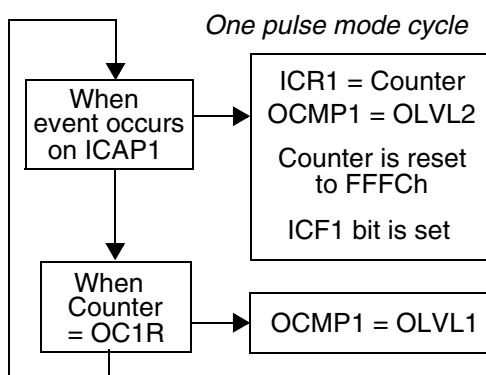 One pulse mode cycle
When
event occurs
on ICAP1
ICR1 = Counter
OCMP1 = OLVL2
Counter is reset
to FFFCh
ICF1 bit is set
When
Counter
= OC1R
OCMP1 = OLVL1